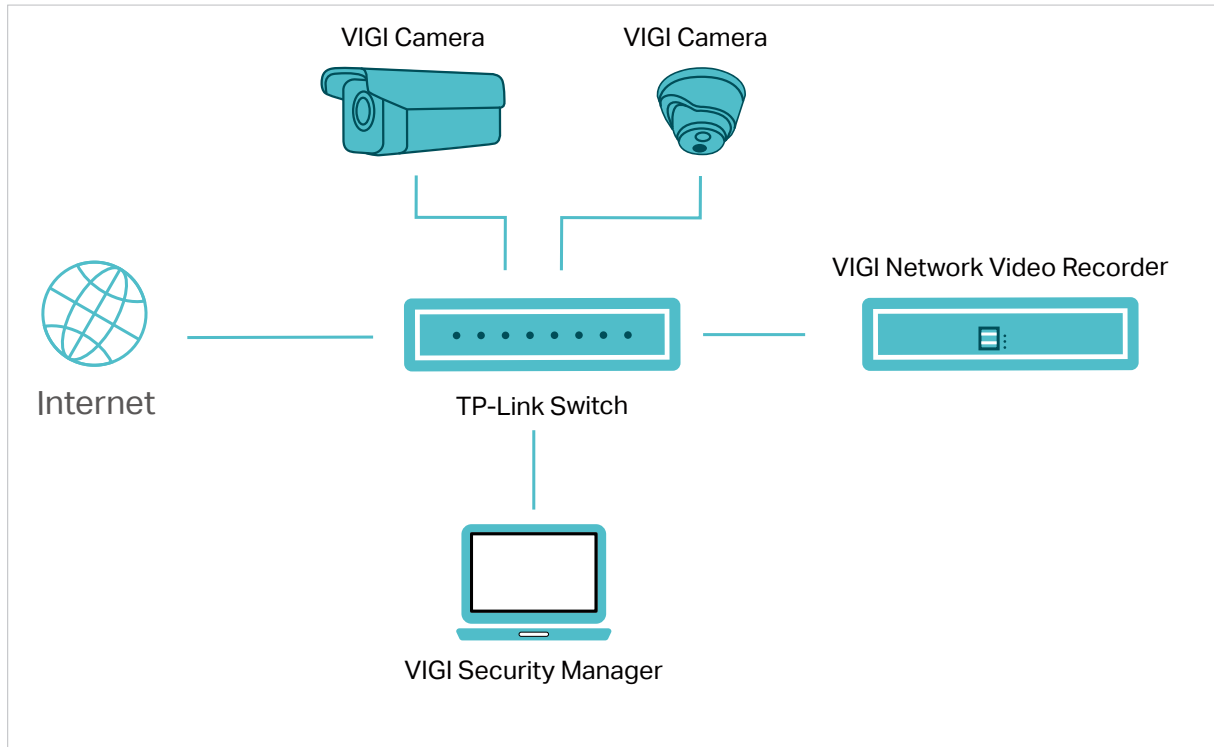 VIGI Camera
VIGI Camera
VIGI Network Video Recorder
Internet
TP-Link Switch
VIGI Security Manager